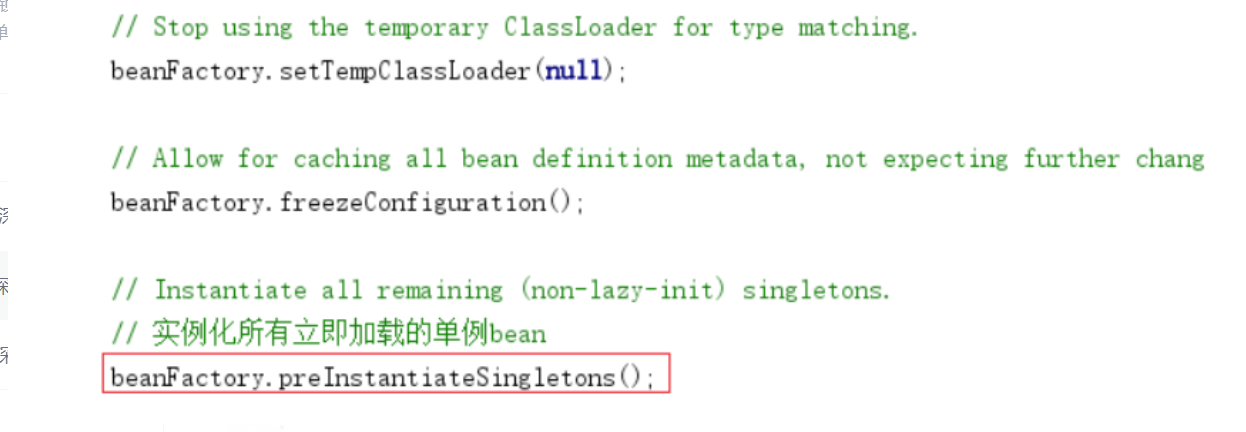 // Stop using the temporary ClassLoader for type matching.
beanFactory.setTempClassLoader(null);
// Allow for caching all bean definition metadata, not expecting further chang
beanFactory.freezeConfiguration();
// Instantiate all remaining (non-lazy-init) singletons.
// 实例化所有立即加载的单例bean
beanFactory.preInstantiateSingletons();